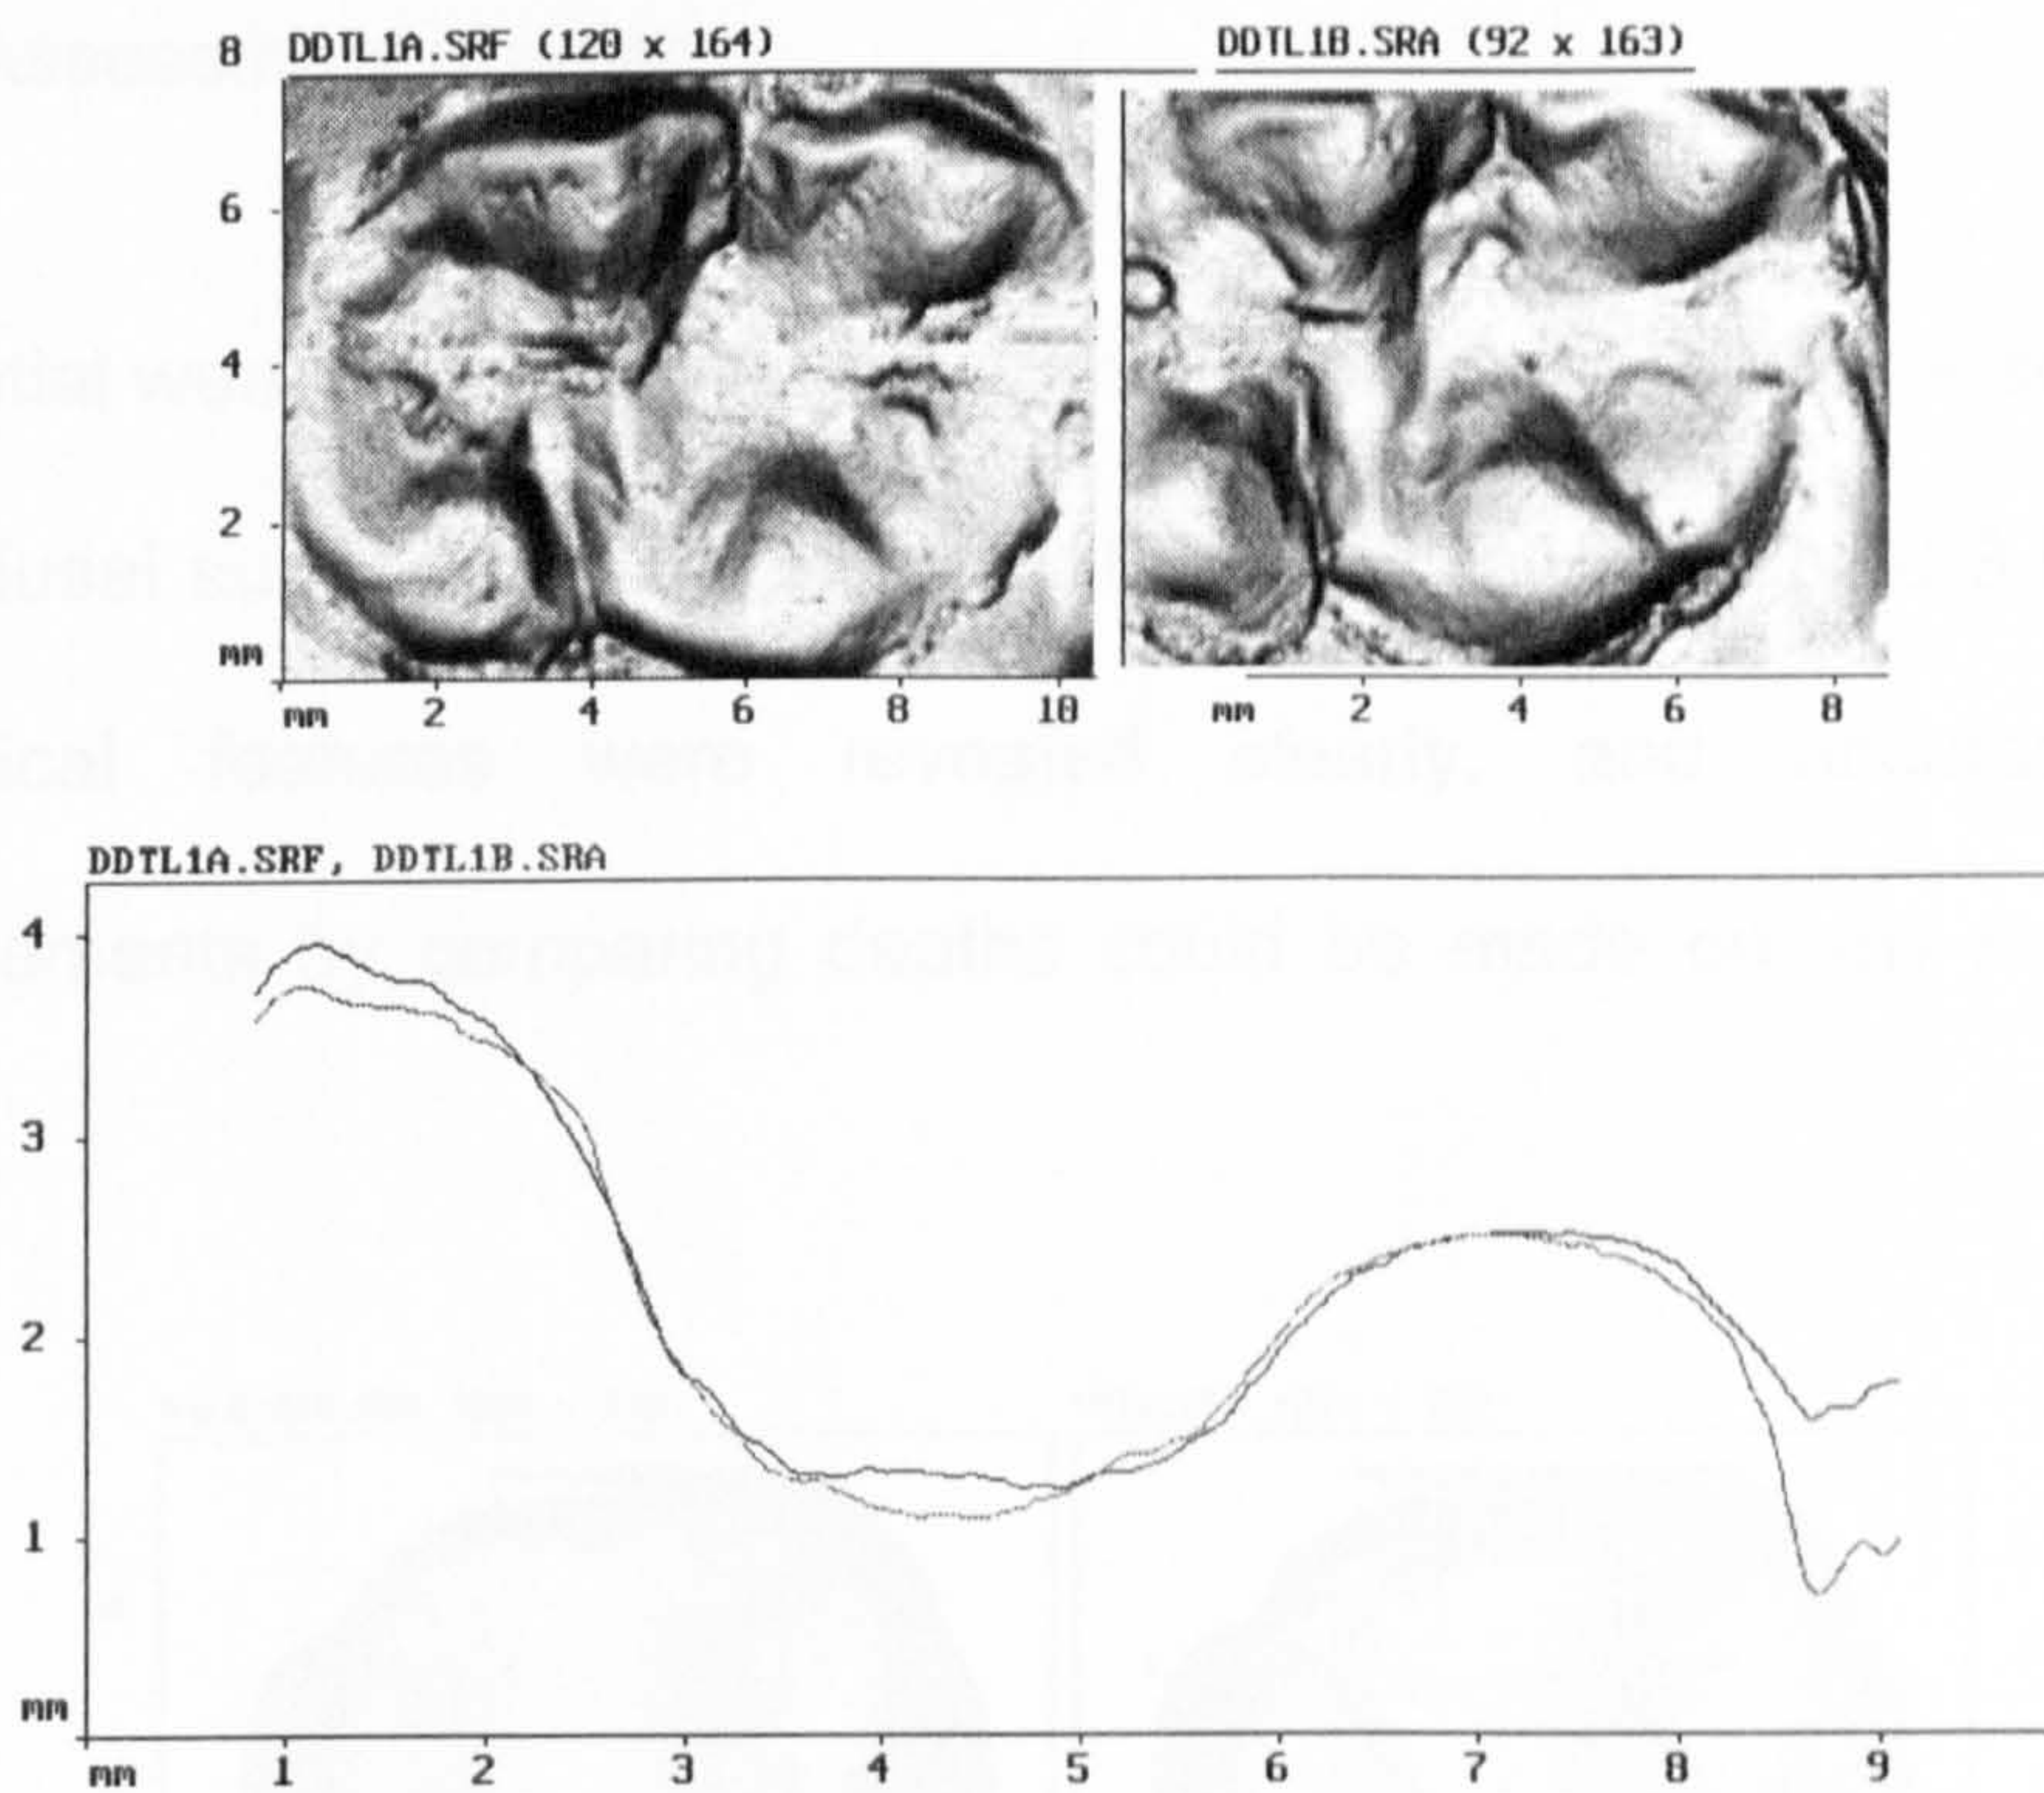 8 DDTL1A.SRF (120 x 164) DDTL1B.SRA (92 x 163)
6
4
2
mm
mm 2 4 6 8 10 mm 2 4 6 8
DDTL1A.SRF, DDTL1B.SRA
4
3
2
1
mm
mm 1 2 3 4 5 6 7 8 9